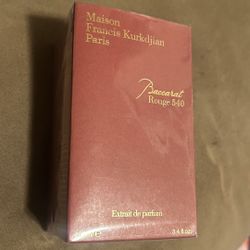 Maison
Francis Kurkdjian
Paris
Baccarat
Rouge 540
Extrait de parfum
3.4 fl.oz